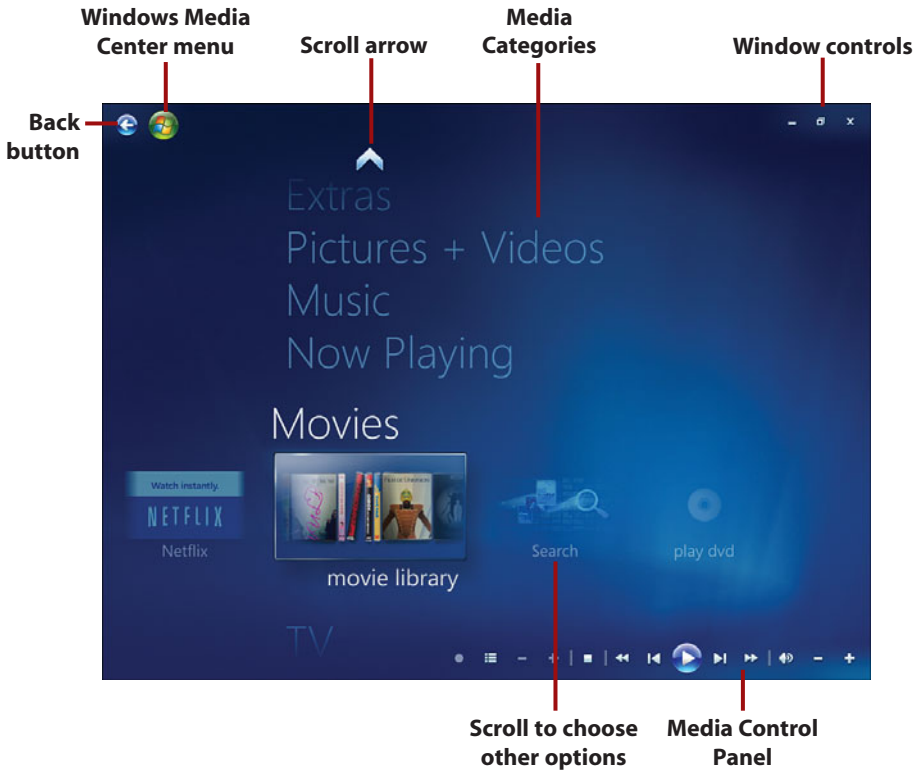 Windows Media
Center menu
Scroll arrow
Media
Categories
Window controls
Back
button
Extras
Pictures + Videos
Music
Now Playing
Movies
Watch instantly.
NETFLIX
Netflix
movie library
Search
play dvd
TV
Scroll to choose
other options
Media Control
Panel